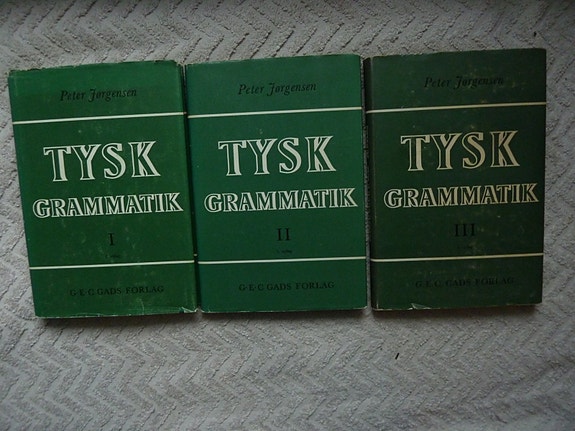 Peter Jørgensen
TYSK
GRAMMATIK
I
G·E·C GADS FORLAG
Peter Jørgensen
TYSK
GRAMMATIK
II
G·E·C GADS FORLAG
Peter Jørgensen
TYSK
GRAMMATIK
III
G·E·C GADS FORLAG